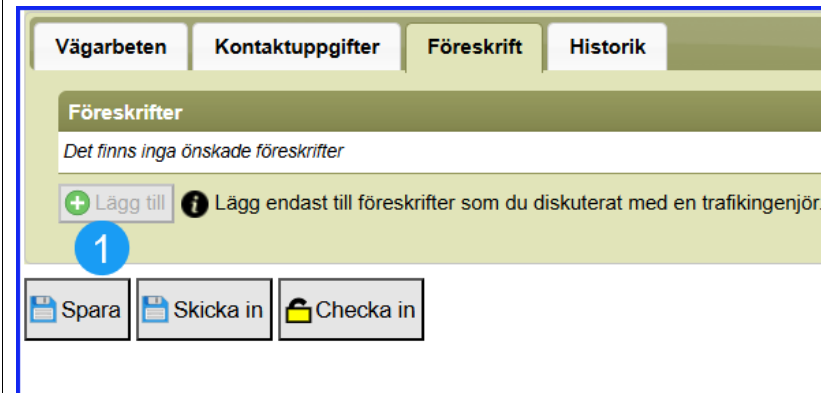 Vägarbeten Kontaktuppgifter Föreskrift Historik
Föreskrifter
Det finns inga önskade föreskrifter
Lägg till i Lägg endast till föreskrifter som du diskuterat med en trafikingenjör.
1
Spara Skicka in Checka in